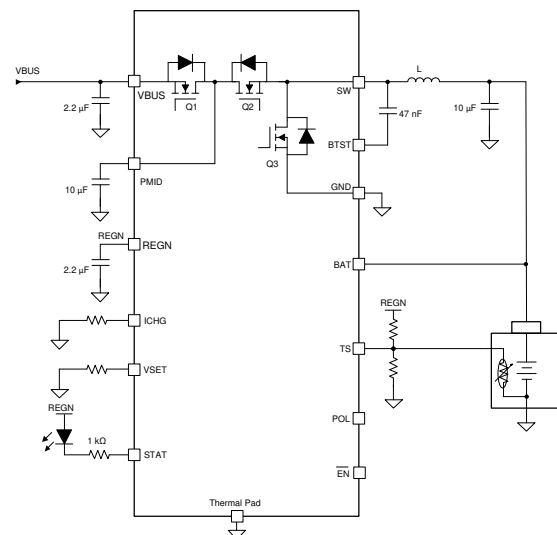 VBUS
2.2 µF
VBUS
Q1
Q2
Q3
SW
L
47 nF
10 µF
BTST
GND
10 µF
PMID
REGN
REGN
2.2 µF
BAT
ICHG
REGN
TS
VSET
REGN
1 kΩ
STAT
POL
EN
Thermal Pad